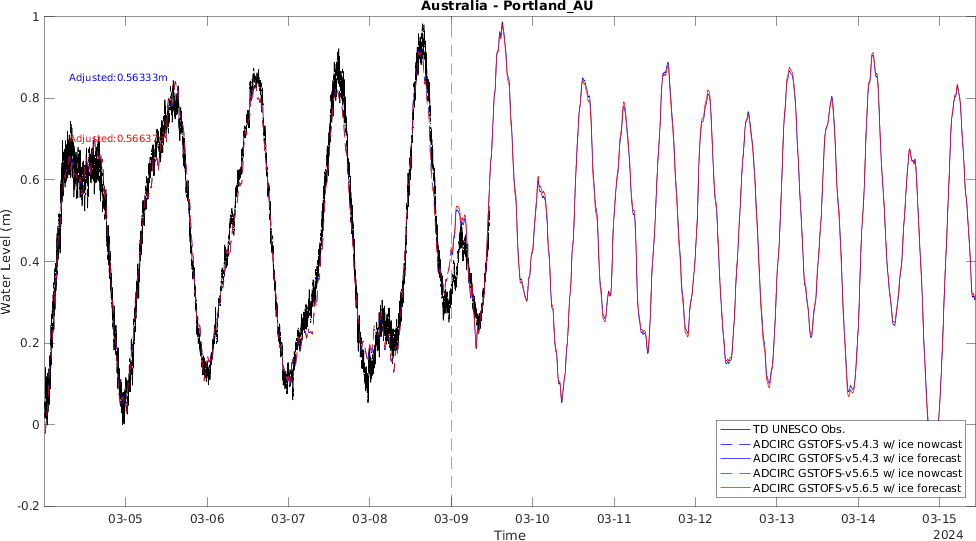 Australia - Portland_AU
1
0.8
0.6
0.4
0.2
0
-0.2
Water Level (m)
Adjusted:0.56333m
Adjusted:0.5663
TD UNESCO Obs.
ADCIRC GSTOFS-v5.4.3 w/ ice nowcast
ADCIRC GSTOFS-v5.4.3 w/ ice forecast
ADCIRC GSTOFS-v5.6.5 w/ ice nowcast
ADCIRC GSTOFS-v5.6.5 w/ ice forecast
03-05 03-06 03-07 03-08 03-09 03-10 03-11 03-12 03-13 03-14 03-15
Time
2024